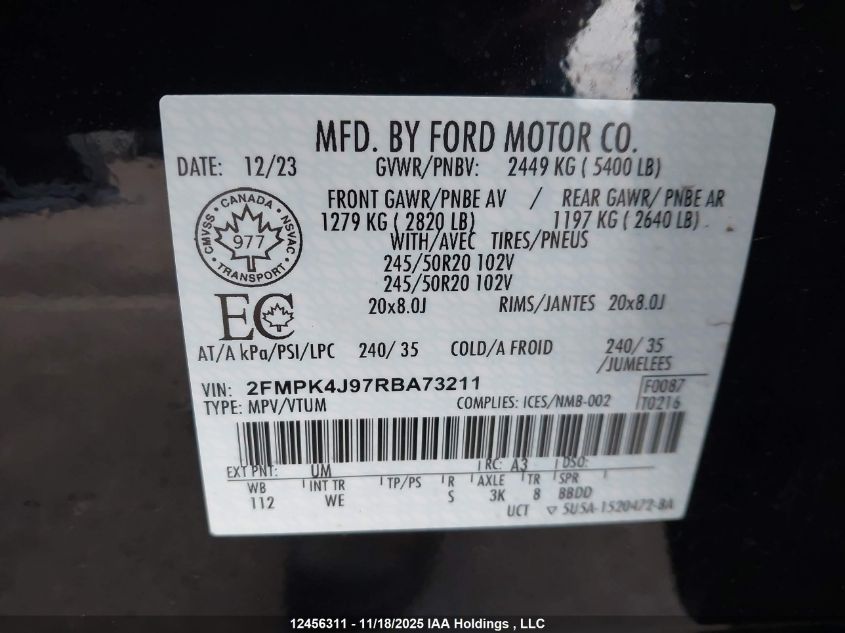 MFD. BY FORD MOTOR CO.
DATE: 12/23 GVWR/PNBV: 2449 KG ( 5400 LB)
FRONT GAWR/PNBE AV / REAR GAWR/ PNBE AR
1279 KG ( 2820 LB) 1197 KG ( 2640 LB)
WITH/AVEC TIRES/PNEUS
245/50R20 102V
245/50R20 102V
20x8.0J RIMS/JANTES 20x8.0J
CMVSS · CANADA · NSVAC
977
TRANSPORT
EC
AT/A kPa/PSI/LPC 240/ 35 COLD/A FROID 240/ 35
/JUMELEES
VIN: 2FMPK4J97RBA73211 F0087
TYPE: MPV/VTUM COMPLIES: ICES/NMB-002 T0216
EXT PNT: UM RC: A3 DSO:
WB INT TR TP/PS R AXLE TR SPR
112 WE S 3K 8 BBDD
UCT ▽ 5U5A-1520472-BA
12456311 - 11/18/2025 IAA Holdings , LLC